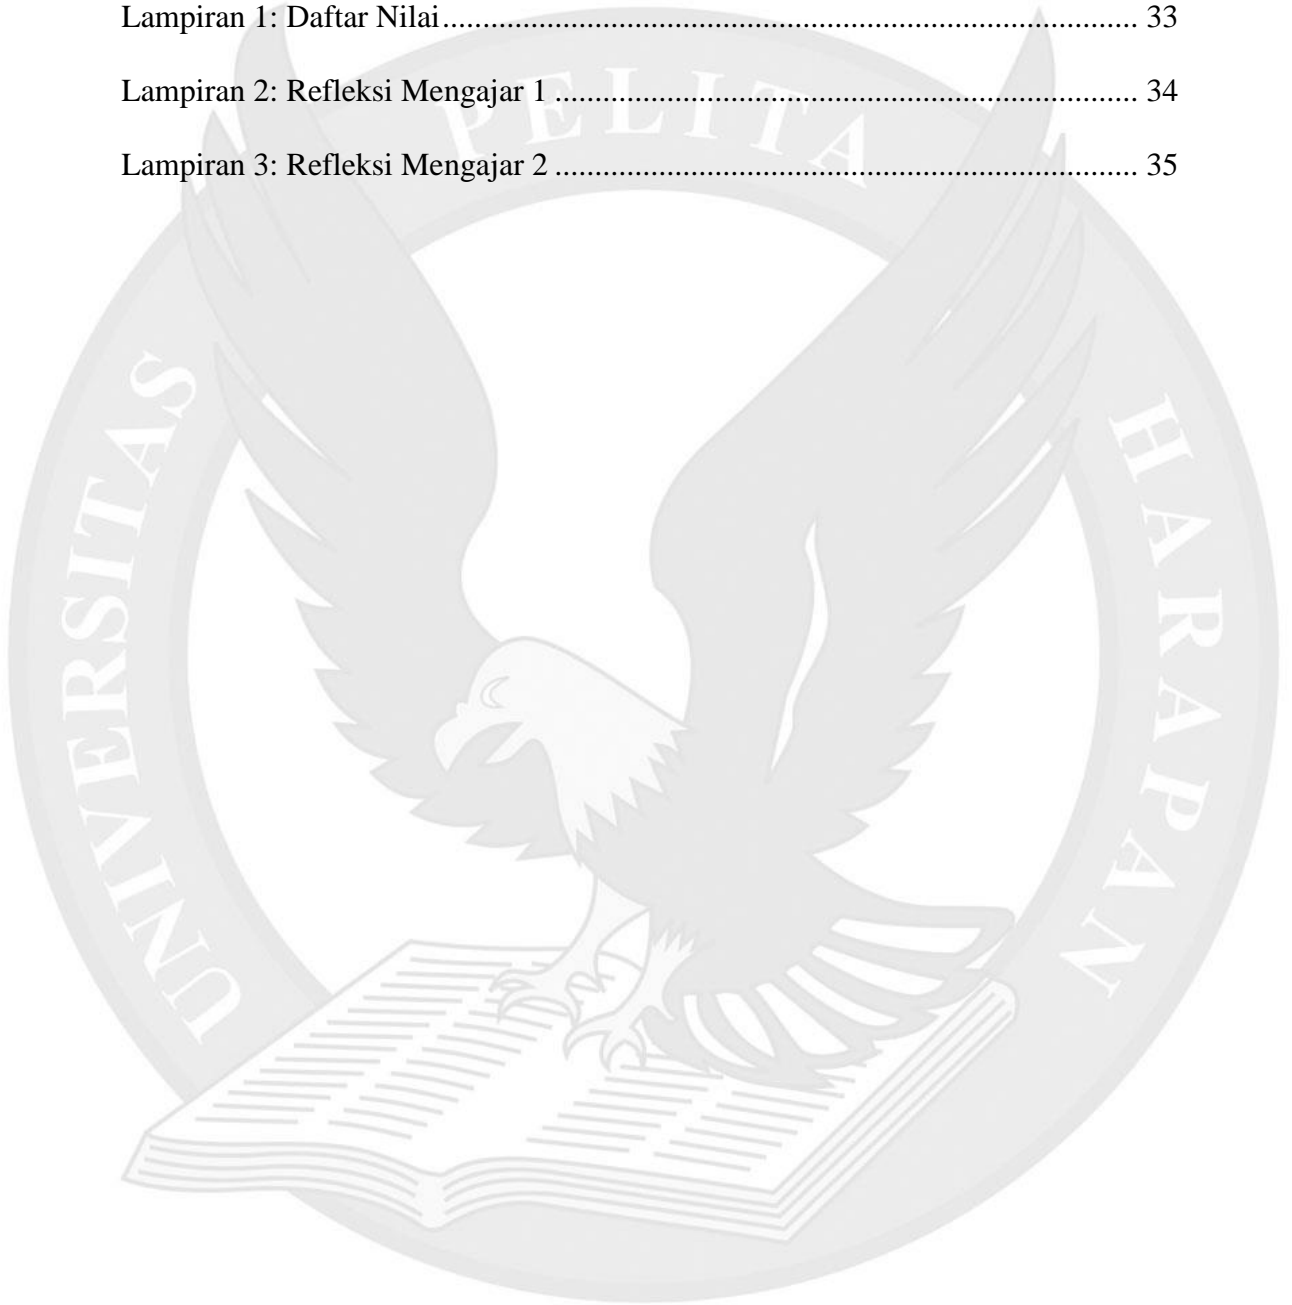 Lampiran 1: Daftar Nilai........................................................................................ 33
Lampiran 2: Refleksi Mengajar 1 .......................................................................... 34
Lampiran 3: Refleksi Mengajar 2 .......................................................................... 35
UNIVERSITAS PELITA HARAPAN